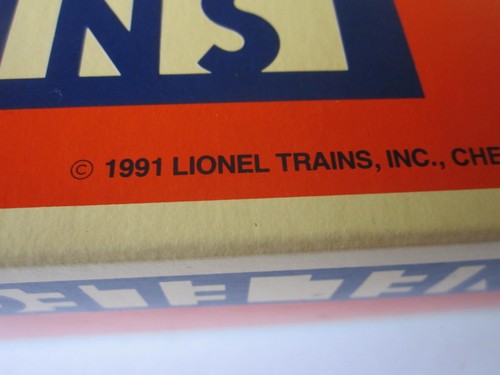 NS
© 1991 LIONEL TRAINS, INC., CHE